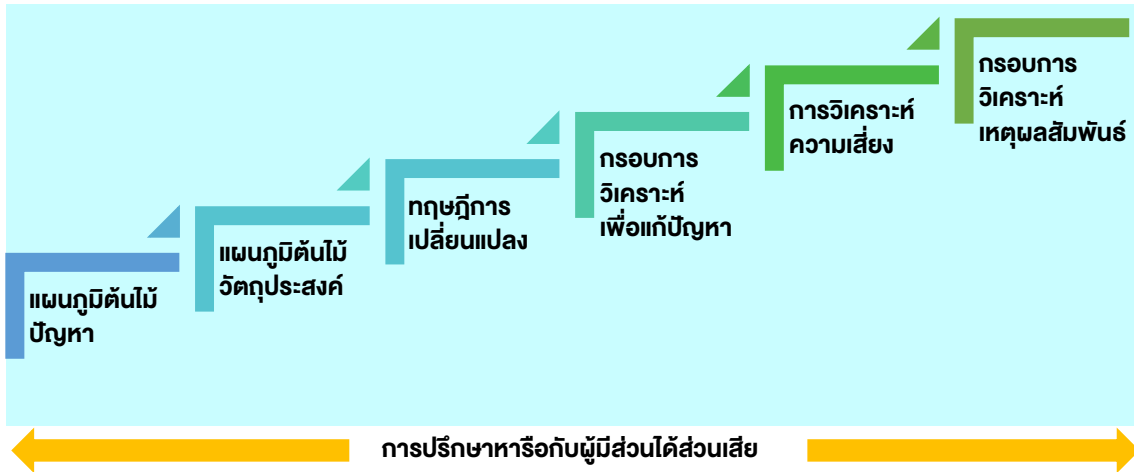 แผนภูมิต้นไม้
ปัญหา
แผนภูมิต้นไม้
วัตถุประสงค์
ทฤษฎีการ
เปลี่ยนแปลง
กรอบการ
วิเคราะห์
เพื่อแก้ปัญหา
การวิเคราะห์
ความเสี่ยง
กรอบการ
วิเคราะห์
เหตุผลสัมพันธ์
การปรึกษาหารือกับผู้มีส่วนได้ส่วนเสีย